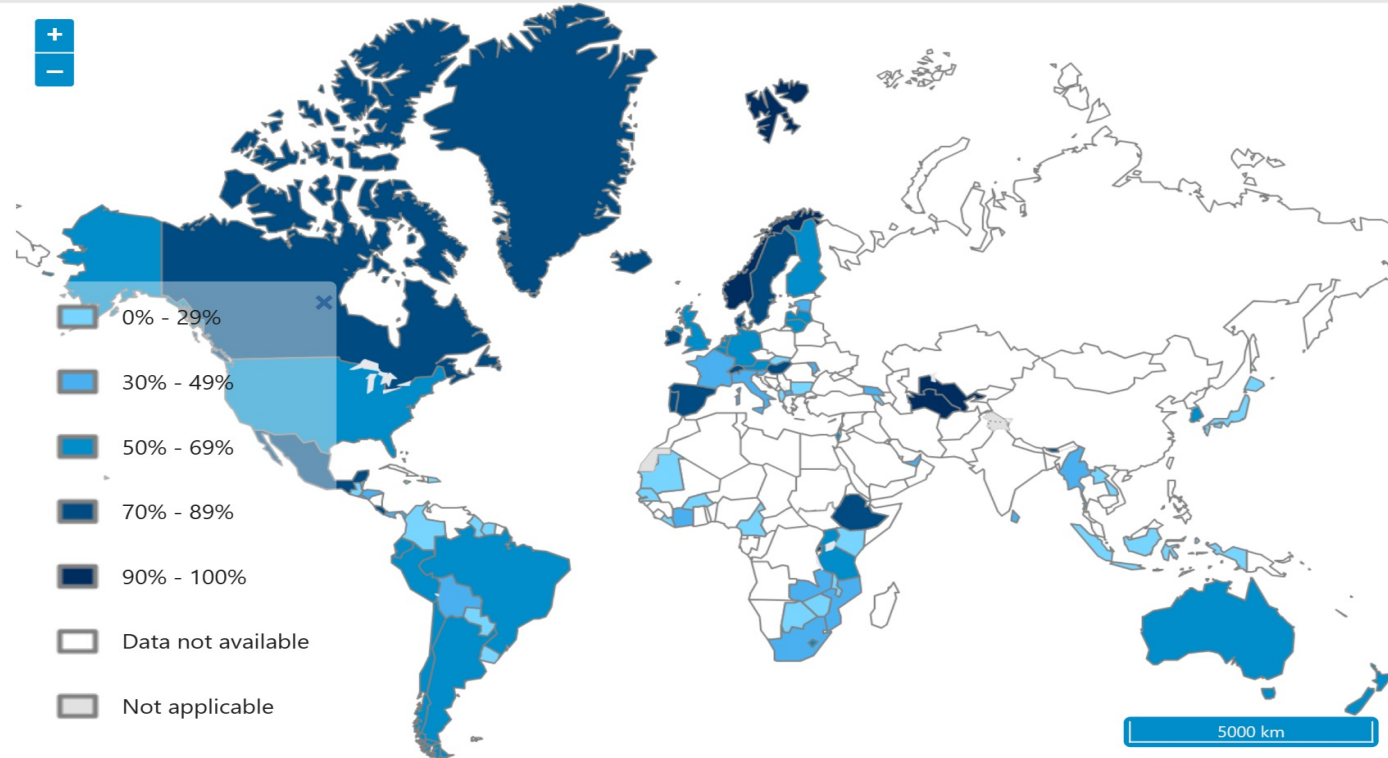 +
–
0% - 29%
30% - 49%
50% - 69%
70% - 89%
90% - 100%
Data not available
Not applicable
5000 km